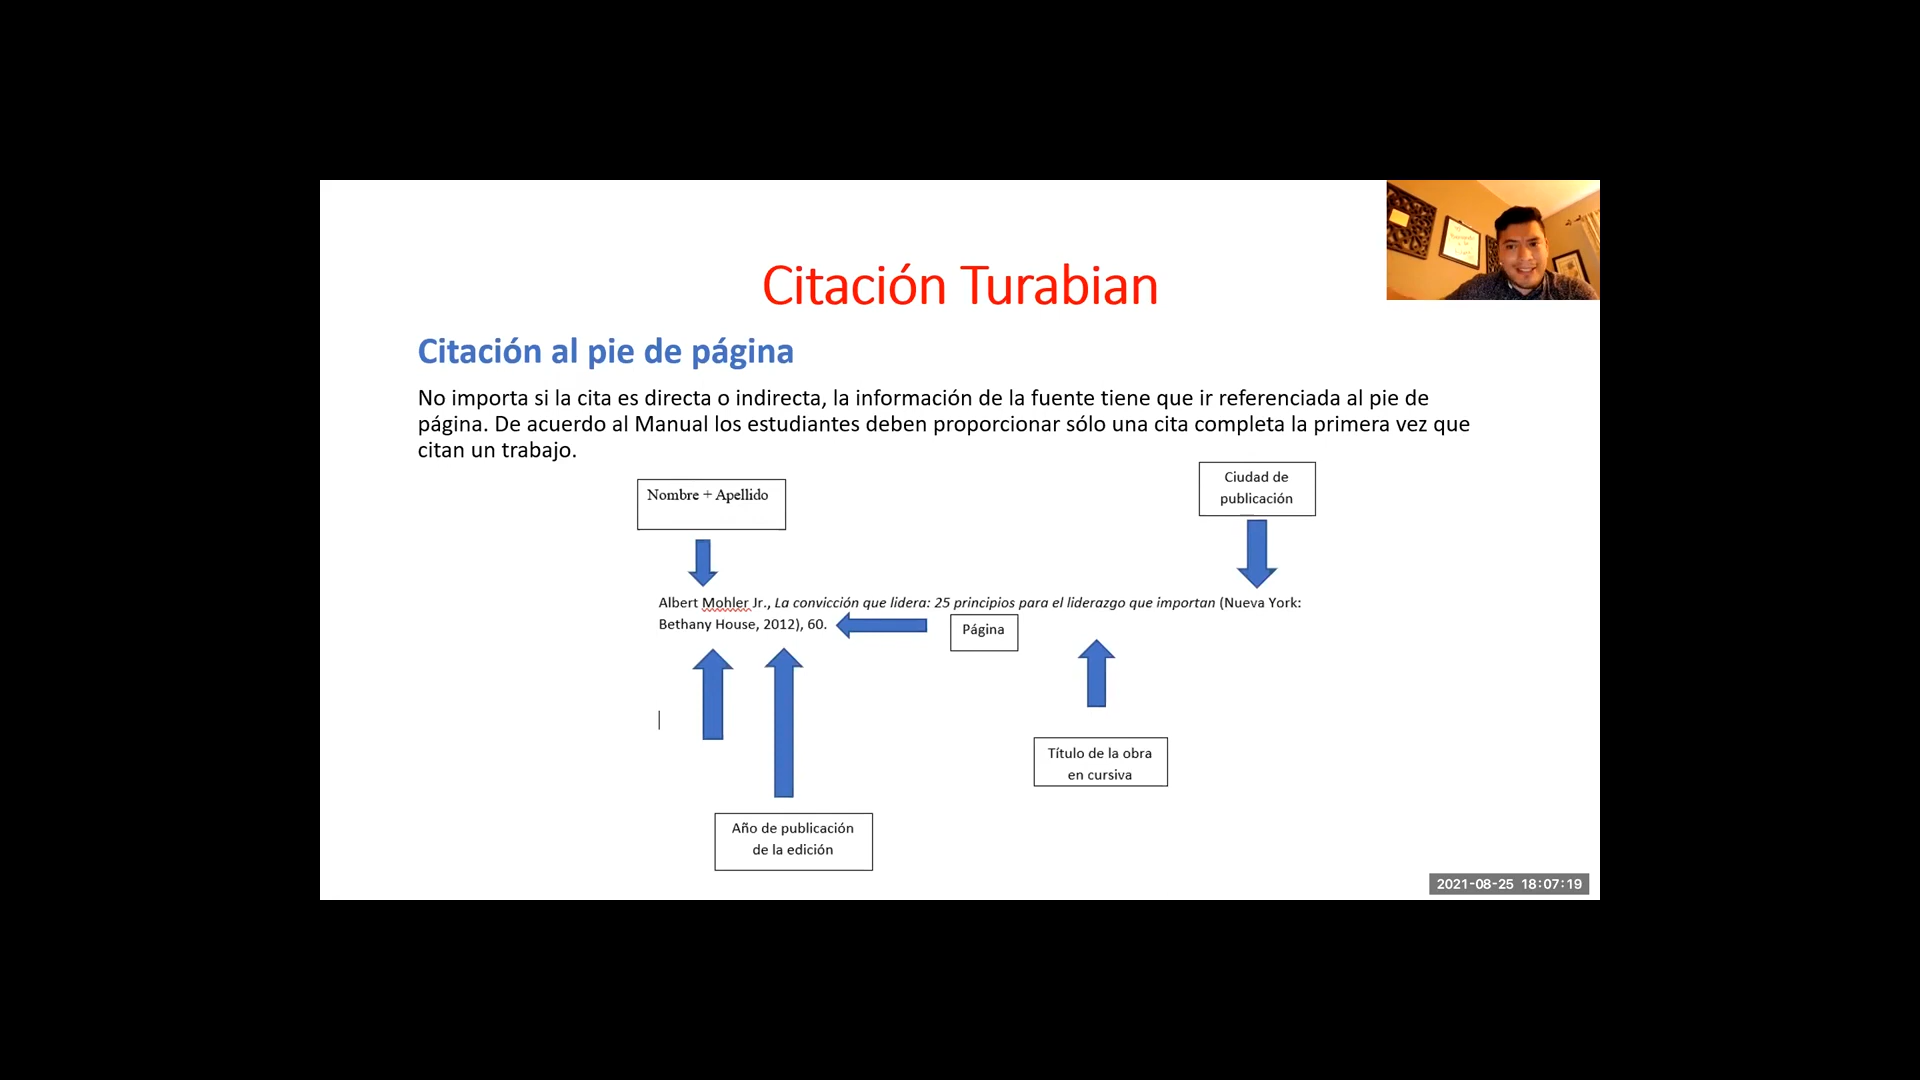 Citación Turabian
Citación al pie de página
No importa si la cita es directa o indirecta, la información de la fuente tiene que ir referenciada al pie de
página. De acuerdo al Manual los estudiantes deben proporcionar sólo una cita completa la primera vez que
citan un trabajo.
Nombre + Apellido
Ciudad de
publicación
Albert Mohler Jr., La convicción que lidera: 25 principios para el liderazgo que importan (Nueva York:
Bethany House, 2012), 60.
Página
Título de la obra
en cursiva
Año de publicación
de la edición
2021-08-25 18:07:19